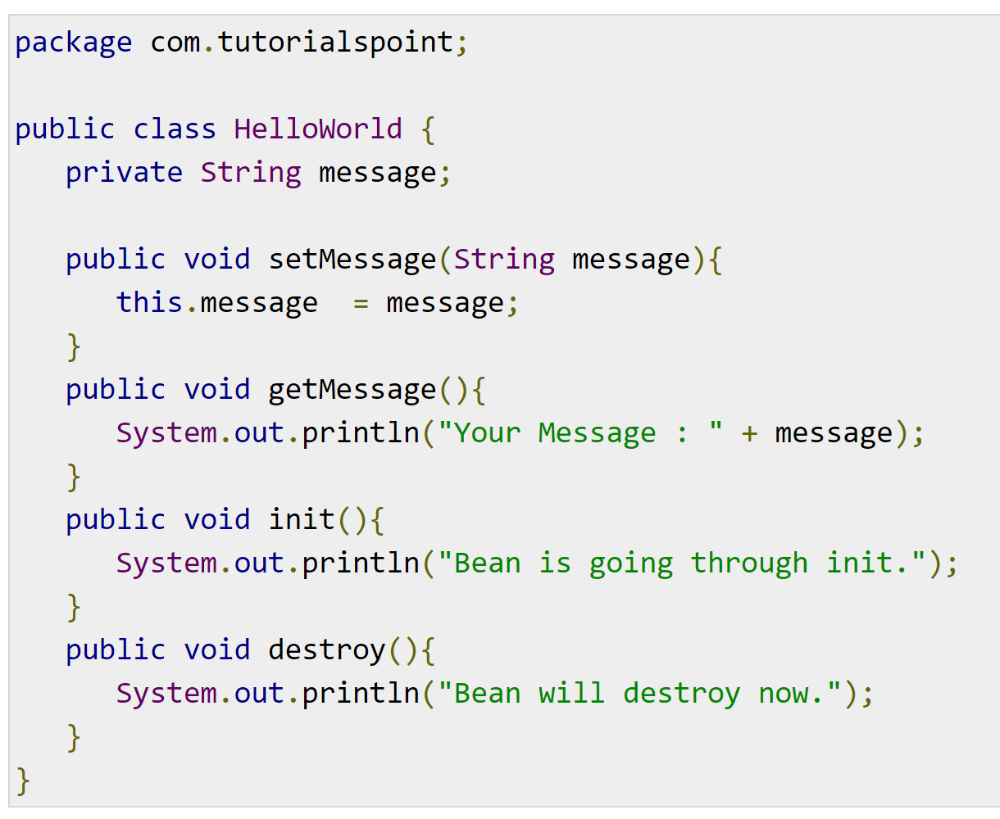 package com.tutorialspoint;

public class HelloWorld {
   private String message;

   public void setMessage(String message){
      this.message  = message;
   }
   public void getMessage(){
      System.out.println("Your Message : " + message);
   }
   public void init(){
      System.out.println("Bean is going through init.");
   }
   public void destroy(){
      System.out.println("Bean will destroy now.");
   }
}